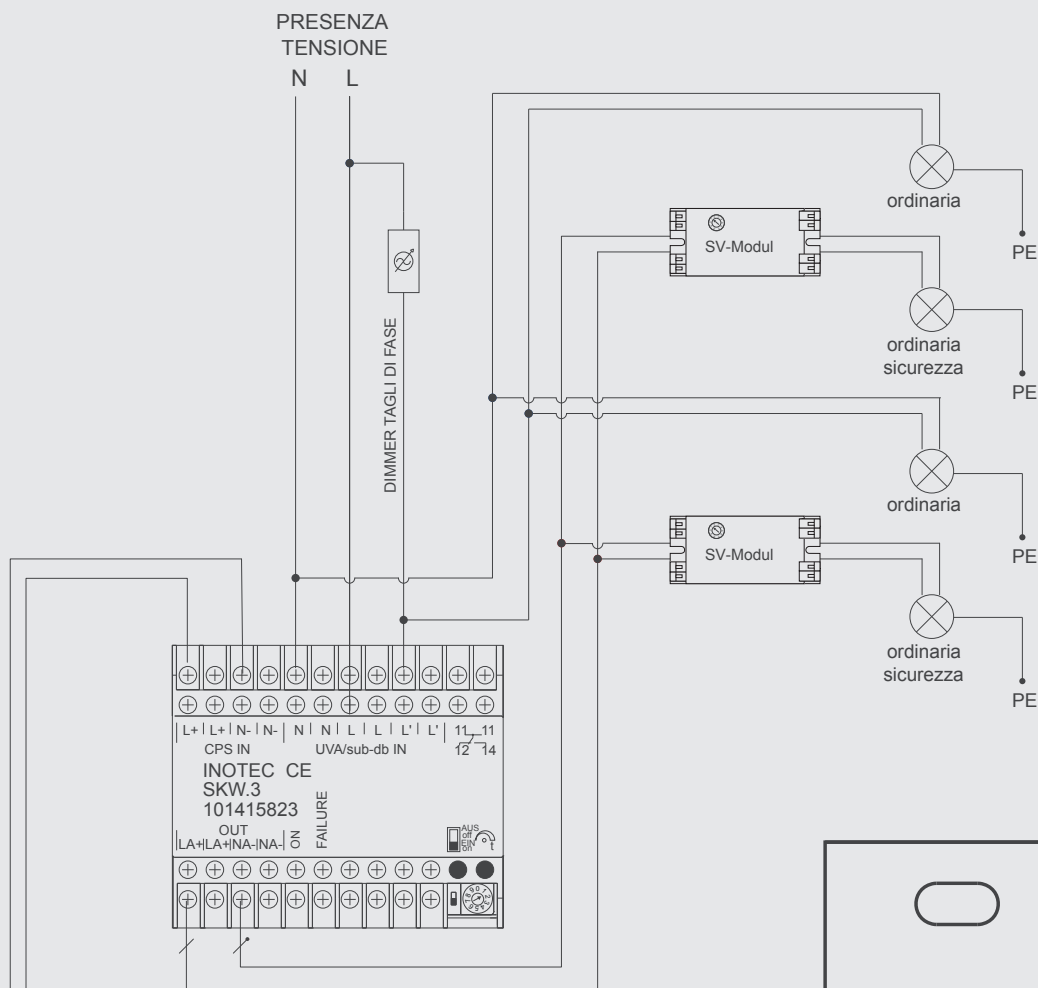 PRESENZA
TENSIONE
N L
DIMMER TAGLI DI FASE
ordinaria
PE
SV-Modul
ordinaria
sicurezza
PE
ordinaria
PE
SV-Modul
ordinaria
sicurezza
PE
L+ L+ N- N- N N L L L' L' 11 11
CPS IN UVA/sub-db IN 12 14
INOTEC CE
SKW.3
101415823
OUT
LA+ LA+ NA- NA- ON FAILURE
AUS
off
EIN
on
t